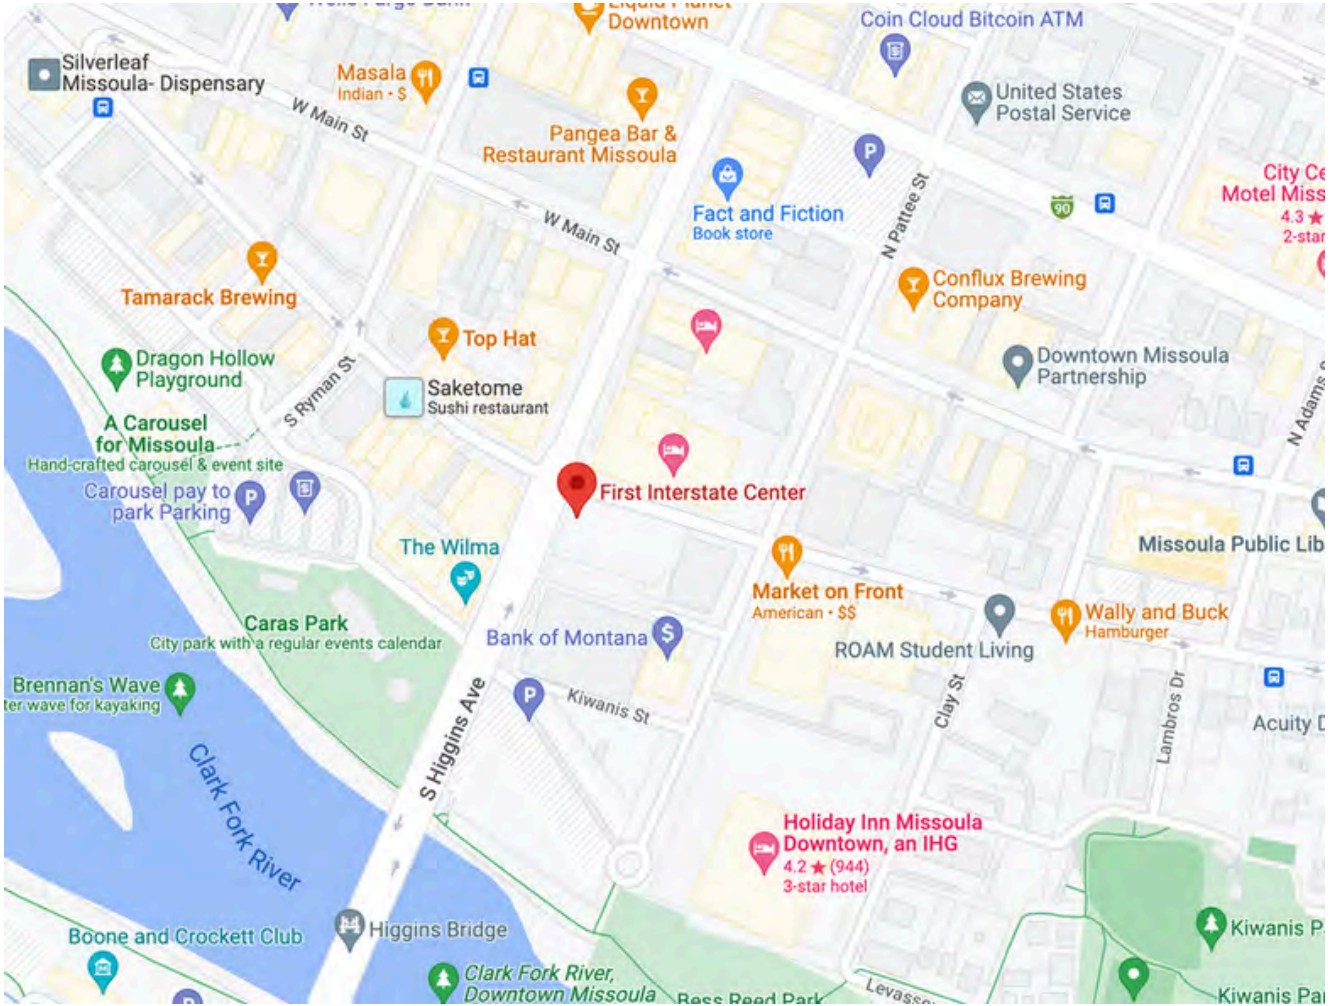 Wells Fargo Bank
Liquid Planet
Downtown
Coin Cloud Bitcoin ATM
Silverleaf
Missoula- Dispensary
Masala
Indian • $
W Main St
United States
Postal Service
Pangea Bar &
Restaurant Missoula
P
N Pattee St
City Ce
Motel Miss
4.3 ★
2-star
90
Fact and Fiction
Book store
W Main St
Tamarack Brewing
Conflux Brewing
Company
Top Hat
Dragon Hollow
Playground
Downtown Missoula
Partnership
S Ryman St
Saketome
Sushi restaurant
N Adams S
A Carousel
for Missoula
Hand-crafted carousel & event site
Carousel pay to
park Parking
P
First Interstate Center
The Wilma
Missoula Public Lib
Market on Front
American • $$
Caras Park
City park with a regular events calendar
Bank of Montana
$
ROAM Student Living
Wally and Buck
Hamburger
Brennan's Wave
ter wave for kayaking
P
Kiwanis St
Clay St
Lambros Dr
Acuity D
S Higgins Ave
Clark Fork River
Holiday Inn Missoula
Downtown, an IHG
4.2 ★ (944)
3-star hotel
Boone and Crockett Club
Higgins Bridge
Kiwanis P
Clark Fork River,
Downtown Missoula
Bess Reed Park
Levasso
Kiwanis Par
P